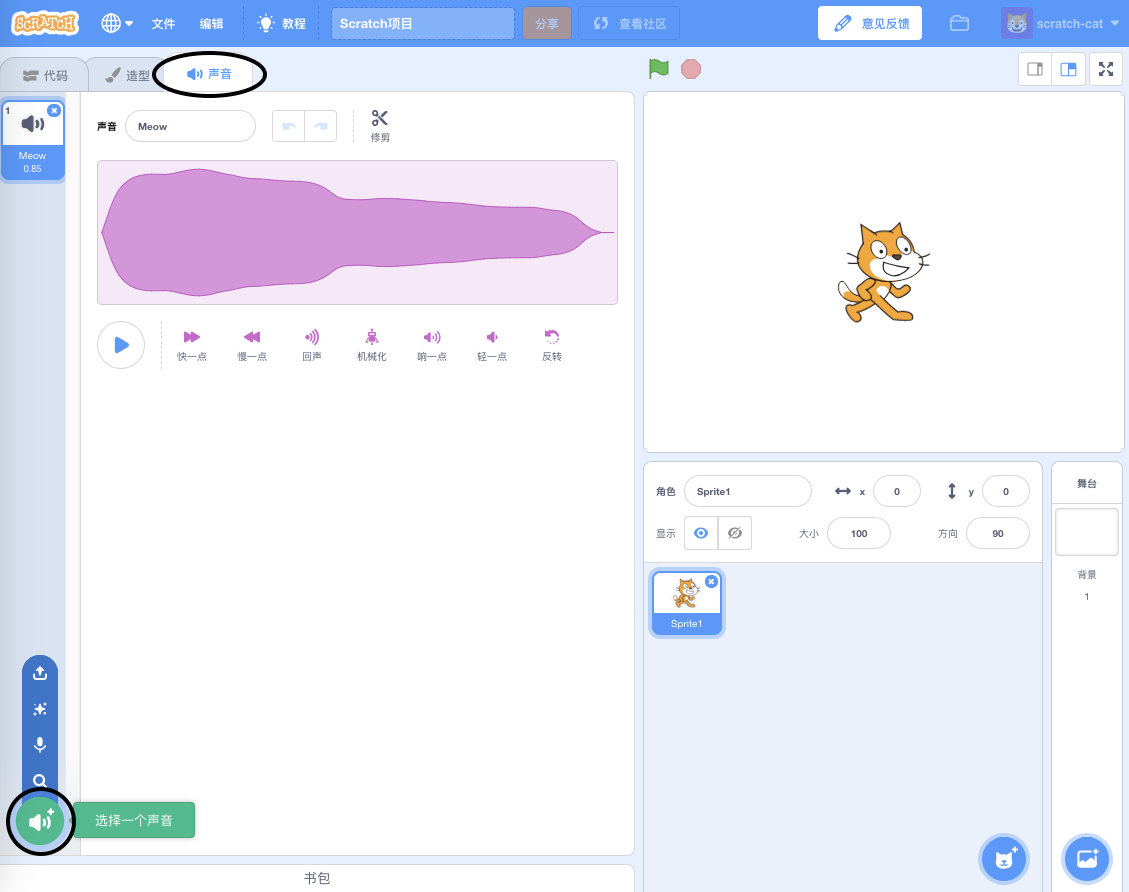 SCRATCH 文件 编辑 教程 Scratch项目 分享 查看社区 意见反馈 scratch-cat
代码 造型 声音
1
Meow
0.85
声音 Meow 修剪
快一点 慢一点 回声 机械化 响一点 轻一点 反转
选择一个声音
书包
角色 Sprite1 x 0 y 0
显示 大小 100 方向 90
Sprite1
舞台
背景
1